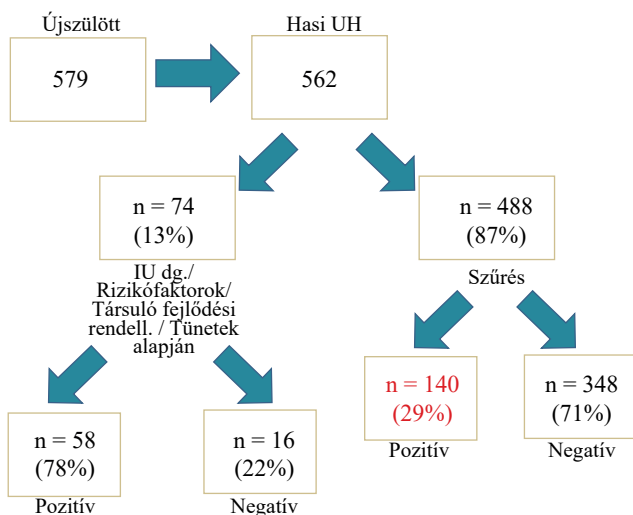 Újszülött
Hasi UH
579
562
n = 74
(13%)
n = 488
(87%)
IU dg./
Rizikófaktorok/
Társuló fejlődési
rendell. / Tünetek
alapján
Szűrés
n = 58
(78%)
n = 16
(22%)
n = 140
(29%)
n = 348
(71%)
Pozitív
Negatív
Pozitív
Negatív